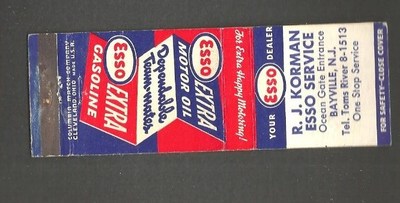 COLUMBIA MATCH COMPANY
CLEVELAND OHIO MADE U.S.A.
Esso EXTRA
GASOLINE
Dependable
Team-mates
Esso EXTRA
MOTOR OIL
For Extra Happy Motoring!
YOUR Esso DEALER
R. J. KORMAN
ESSO SERVICE
Ocean Gate Entrance
BAYVILLE, N.J.
Tel. Toms River 8-1513
One Stop Service
FOR SAFETY-CLOSE COVER